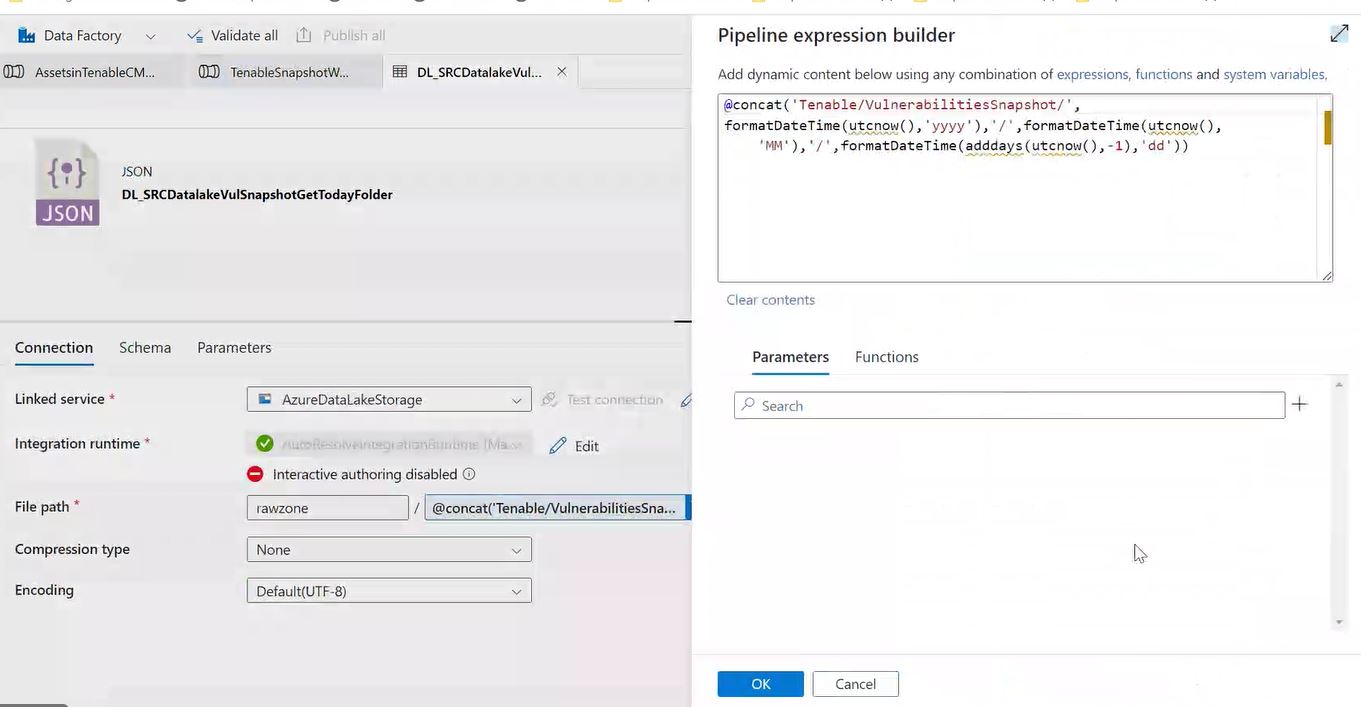 Data Factory
Validate all
Publish all
AssetsinTenableCM...
TenableSnapshotW...
DL_SRCDatalakeVul...
JSON
JSON
DL_SRCDatalakeVulSnapshotGetTodayFolder
Connection
Schema
Parameters
Linked service *
AzureDataLakeStorage
Test connection
Integration runtime *
AutoResolveIntegrationRuntime (Ma...
Edit
Interactive authoring disabled
File path *
rawzone
/
@concat('Tenable/VulnerabilitiesSna...
Compression type
None
Encoding
Default(UTF-8)
Pipeline expression builder
Add dynamic content below using any combination of expressions, functions and system variables.
@concat('Tenable/VulnerabilitiesSnapshot/',
formatDateTime(utcnow(),'yyyy'),'/',formatDateTime(utcnow(),
'MM'),'/',formatDateTime(adddays(utcnow(),-1),'dd'))
Clear contents
Parameters
Functions
Search
OK
Cancel